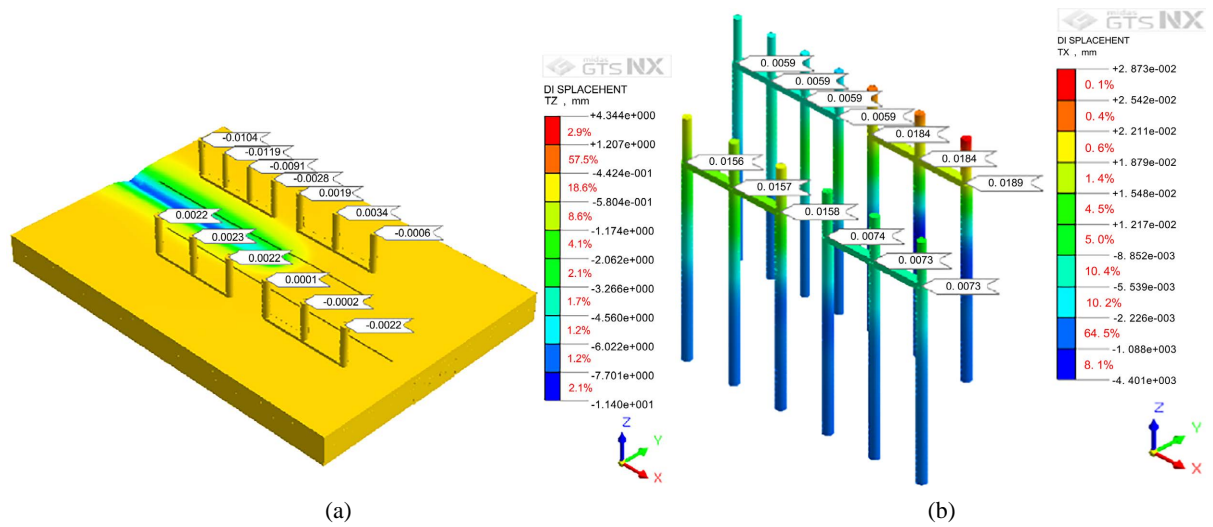 midas
GTS NX
DI SPLACEHENT
TZ , mm
+4.344e+000
2.9%
+1.207e+000
57.5%
-4.424e-001
18.6%
-5.804e-001
8.6%
-1.174e+000
4.1%
-2.062e+000
2.1%
-3.266e+000
1.7%
-4.560e+000
1.2%
-6.022e+000
1.2%
-7.701e+000
2.1%
-1.140e+001
-0.0104
-0.0119
-0.0091
-0.0028
0.0019
0.0034
-0.0006
0.0022
0.0023
0.0022
0.0001
-0.0002
-0.0022
Z
Y
X
(a)
midas
GTS NX
DI SPLACEHENT
TX , mm
+2. 873e-002
0. 1%
+2. 542e-002
0. 4%
+2. 211e-002
0. 6%
+1. 879e-002
1. 4%
+1. 548e-002
4. 5%
+1. 217e-002
5. 0%
-8. 852e-003
10. 4%
-5. 539e-003
10. 2%
-2. 226e-003
64. 5%
-1. 088e+003
8. 1%
-4. 401e+003
0. 0059
0. 0059
0. 0059
0. 0059
0. 0184
0. 0184
0. 0189
0. 0156
0. 0157
0. 0158
0. 0074
0. 0073
0. 0073
Z
Y
X
(b)